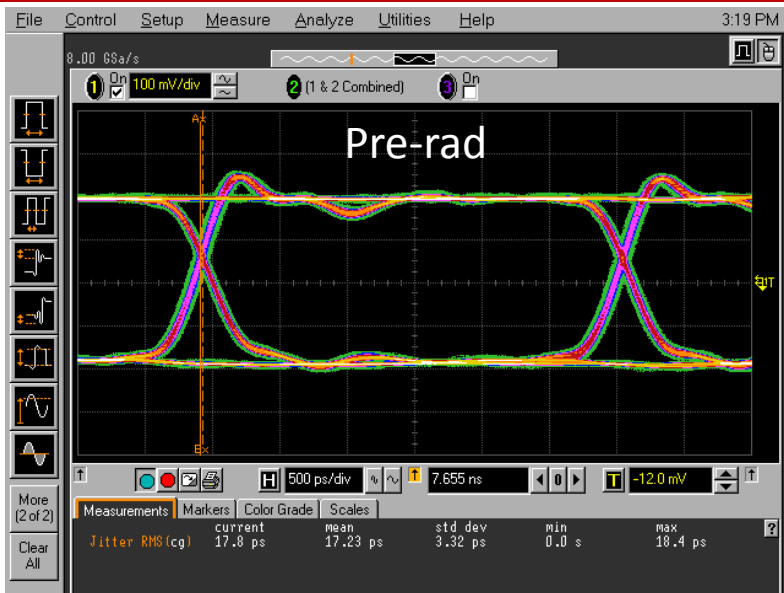 File Control Setup Measure Analyze Utilities Help 3:19 PM
8.00 GSa/s
1 On 100 mV/div 2 (1 & 2 Combined) 3 On
Ax
Pre-rad
1T
Bx
H 500 ps/div 7.655 ns 0 T -12.0 mV
More
(2 of 2)
Clear
All
Measurements Markers Color Grade Scales
current mean std dev min max
Jitter RMS(cg) 17.8 ps 17.23 ps 3.32 ps 0.0 s 18.4 ps
?